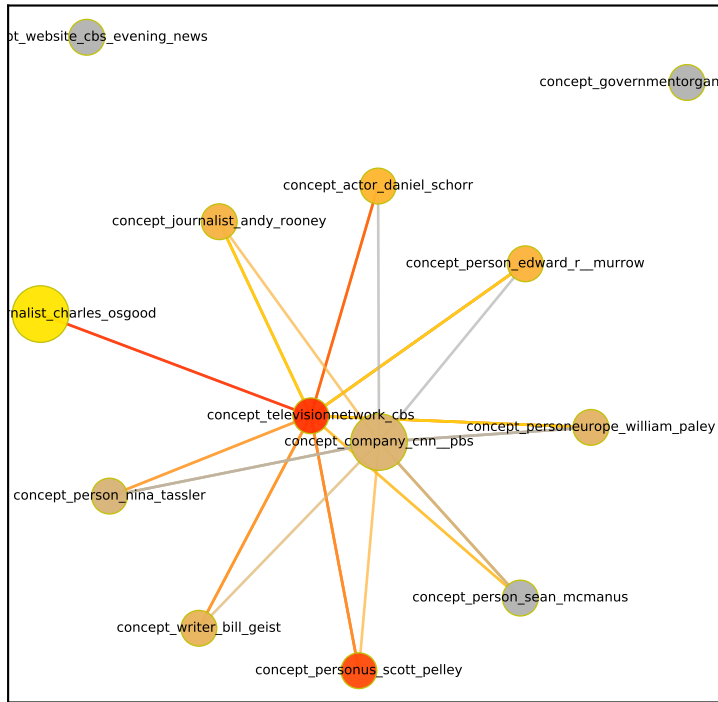 pt_website_cbs_evening_news
concept_governmentorgan
concept_actor_daniel_schorr
concept_journalist_andy_rooney
concept_person_edward_r__murrow
rnalist_charles_osgood
concept_televisionnetwork_cbs
concept_personeurope_william_paley
concept_company_cnn__pbs
concept_person_nina_tassler
concept_person_sean_mcmanus
concept_writer_bill_geist
concept_personus_scott_pelley